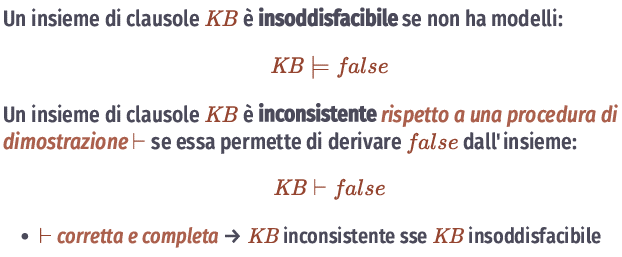 Un insieme di clausole KB è insoddisfacibile se non ha modelli:
KB ⊨ false
Un insieme di clausole KB è inconsistente rispetto a una procedura di
dimostrazione ⊢ se essa permette di derivare false dall'insieme:
KB ⊢ false
• ⊢ corretta e completa → KB inconsistente sse KB insoddisfacibile